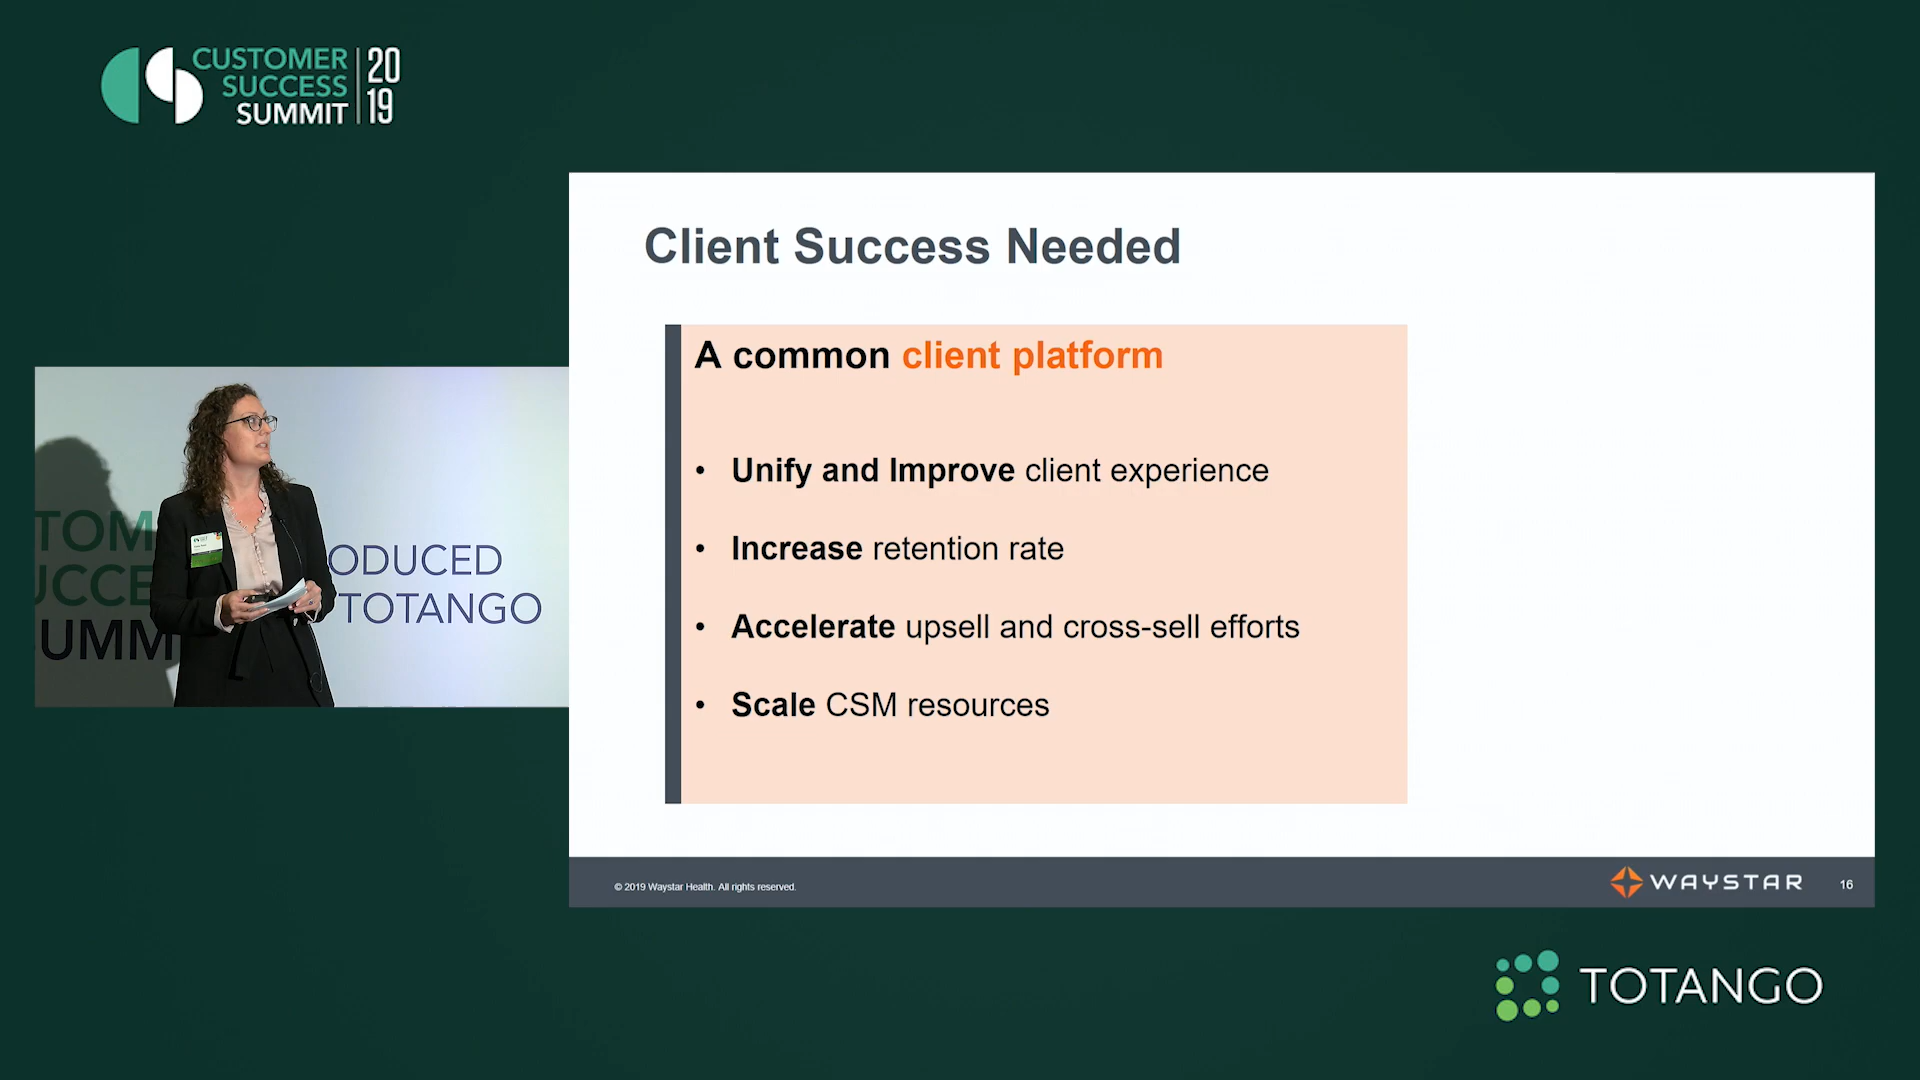 CUSTOMER
SUCCESS
SUMMIT
20
19
Client Success Needed
A common client platform
• Unify and Improve client experience
• Increase retention rate
• Accelerate upsell and cross-sell efforts
• Scale CSM resources
TOM
UCCE
SUMM
ODUCED
TOTANGO
© 2019 Waystar Health. All rights reserved.
WAYSTAR
16
TOTANGO